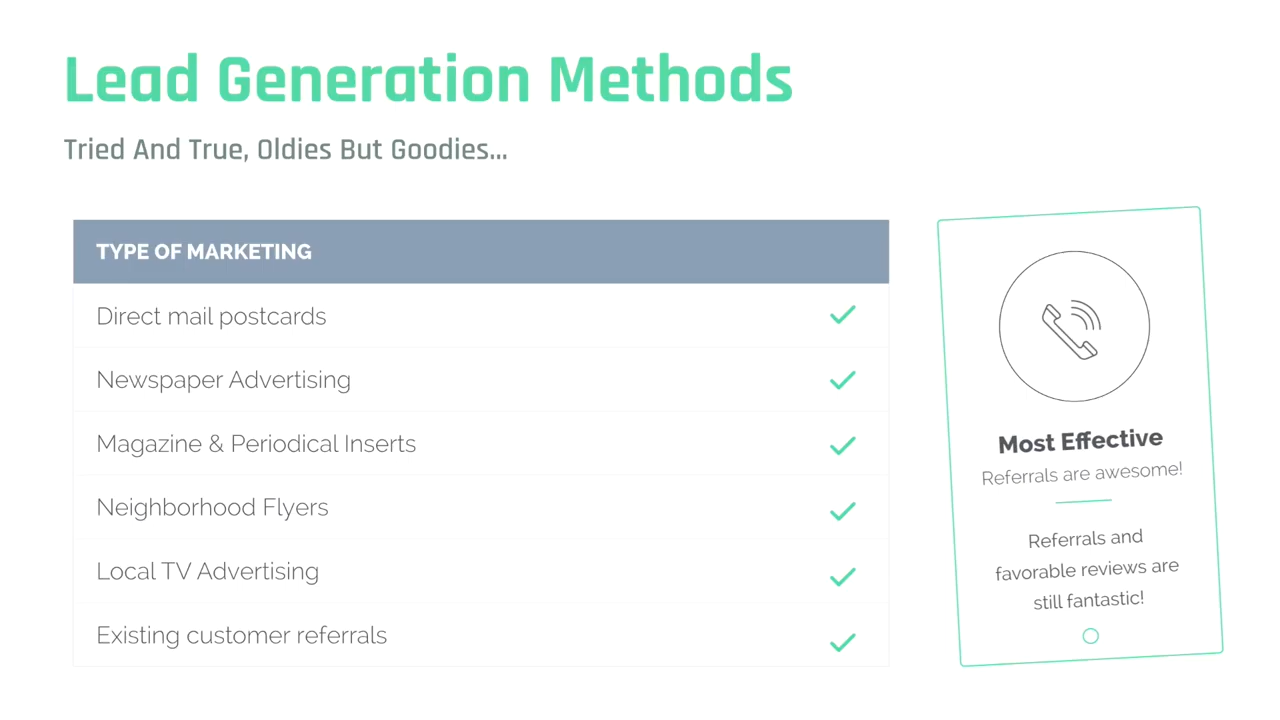 Lead Generation Methods
Tried And True, Oldies But Goodies...
TYPE OF MARKETING
Direct mail postcards
Newspaper Advertising
Magazine & Periodical Inserts
Neighborhood Flyers
Local TV Advertising
Existing customer referrals
Most Effective
Referrals are awesome!
Referrals and
favorable reviews are
still fantastic!